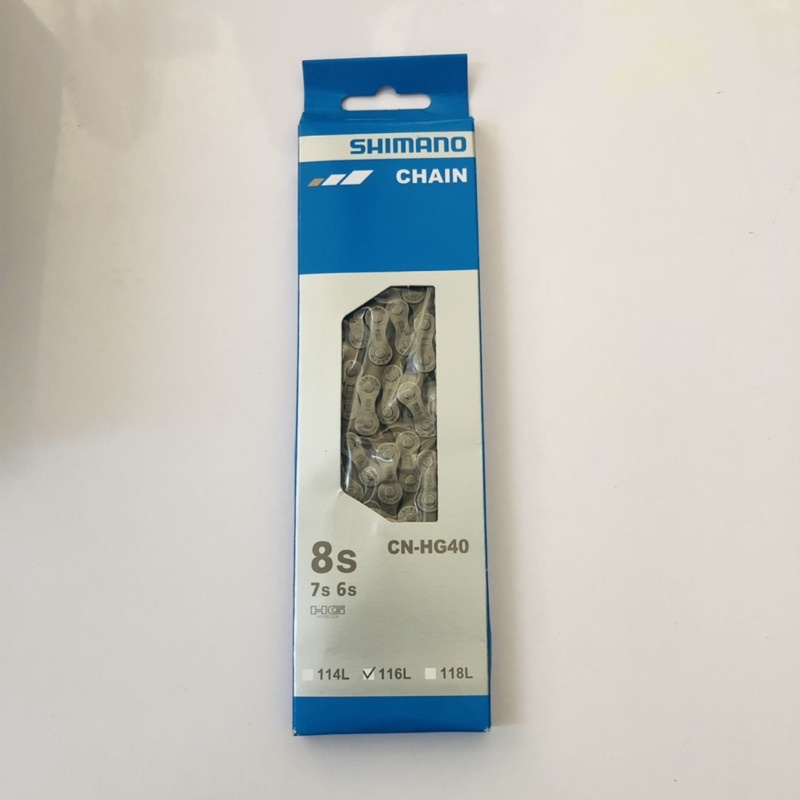 SHIMANO
CHAIN
8s
CN-HG40
7s 6s
HG
114L 116L 118L